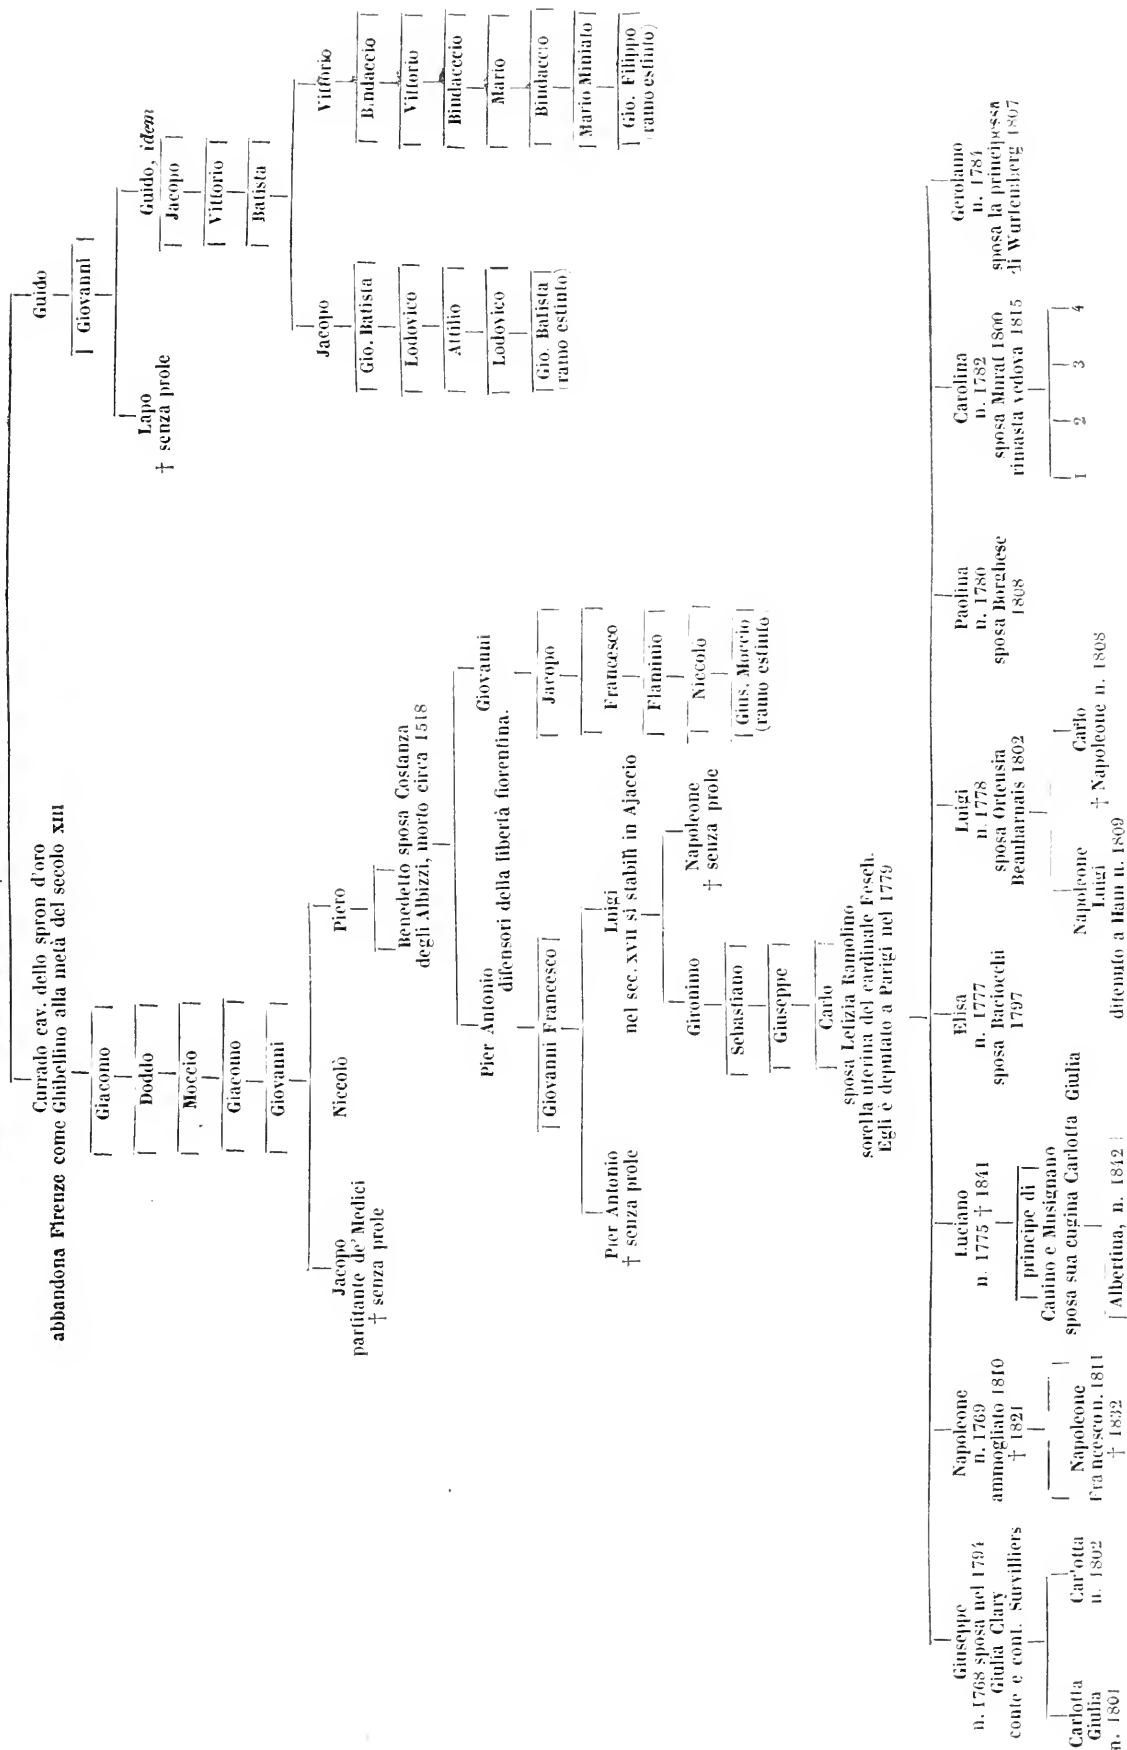 Currado cav. dello spron d'oro
abbandona Firenze come Ghibellino alla metà del secolo XIII
Giacomo
Doddo
Moccio
Giacomo
Giovanni
Jacopo
partitante de' Medici
† senza prole
Niccolò
Piero
Benedetto sposa Costanza
degli Albizzi, morto circa 1518
Pier Antonio
Giovanni
difensori della libertà fiorentina.
Giovanni Francesco
Jacopo
Francesco
Flaminio
Niccolò
Gius. Moccio
(ramo estinto)
Pier Antonio
† senza prole
Luigi
nel sec. XVII si stabilì in Ajaccio
Gironimo
Napoleone
† senza prole
Sebastiano
Giuseppe
Carlo
sposa Letizia Ramolino
sorella uterina del cardinale Fesch.
Egli è deputato a Parigi nel 1779
Guido
Giovanni
Lapo
† senza prole
Guido, idem
Jacopo
Vittorio
Batista
Jacopo
Gio. Batista
Lodovico
Attilio
Lodovico
Gio. Batista
(ramo estinto)
Vittorio
B.ndaccio
Vittorio
Bindacccio
Mario
Bindaccio
Mario Miniato
Gio. Filippo
(ramo estinto)
Giuseppe
n. 1768 sposa nel 1794
Giulia Clary
conte e cont. Survilliers
Carlotta
Giulia
n. 1801
Car'otta
n. 1802
Napoleone
n. 1769
ammogliato 1810
† 1821
Napoleone
Francesco n. 1811
† 1832
Luciano
n. 1775 † 1841
principe di
Canino e Musignano
sposa sua cugina Carlotta Giulia
Albertina, n. 1842
Elisa
n. 1777
sposa Baciocchi
1797
Luigi
n. 1778
sposa Ortensia
Beauharnais 1802
Napoleone
Luigi
ditenuto a Ham n. 1809
Carlo
† Napoleone n. 1808
Paolina
n. 1780
sposa Borghese
1808
Carolina
n. 1782
sposa Murat 1800
rimasta vedova 1815
1 2 3 4
Gerolamo
n. 1784
sposa la principessa
di Wurtemberg 1807